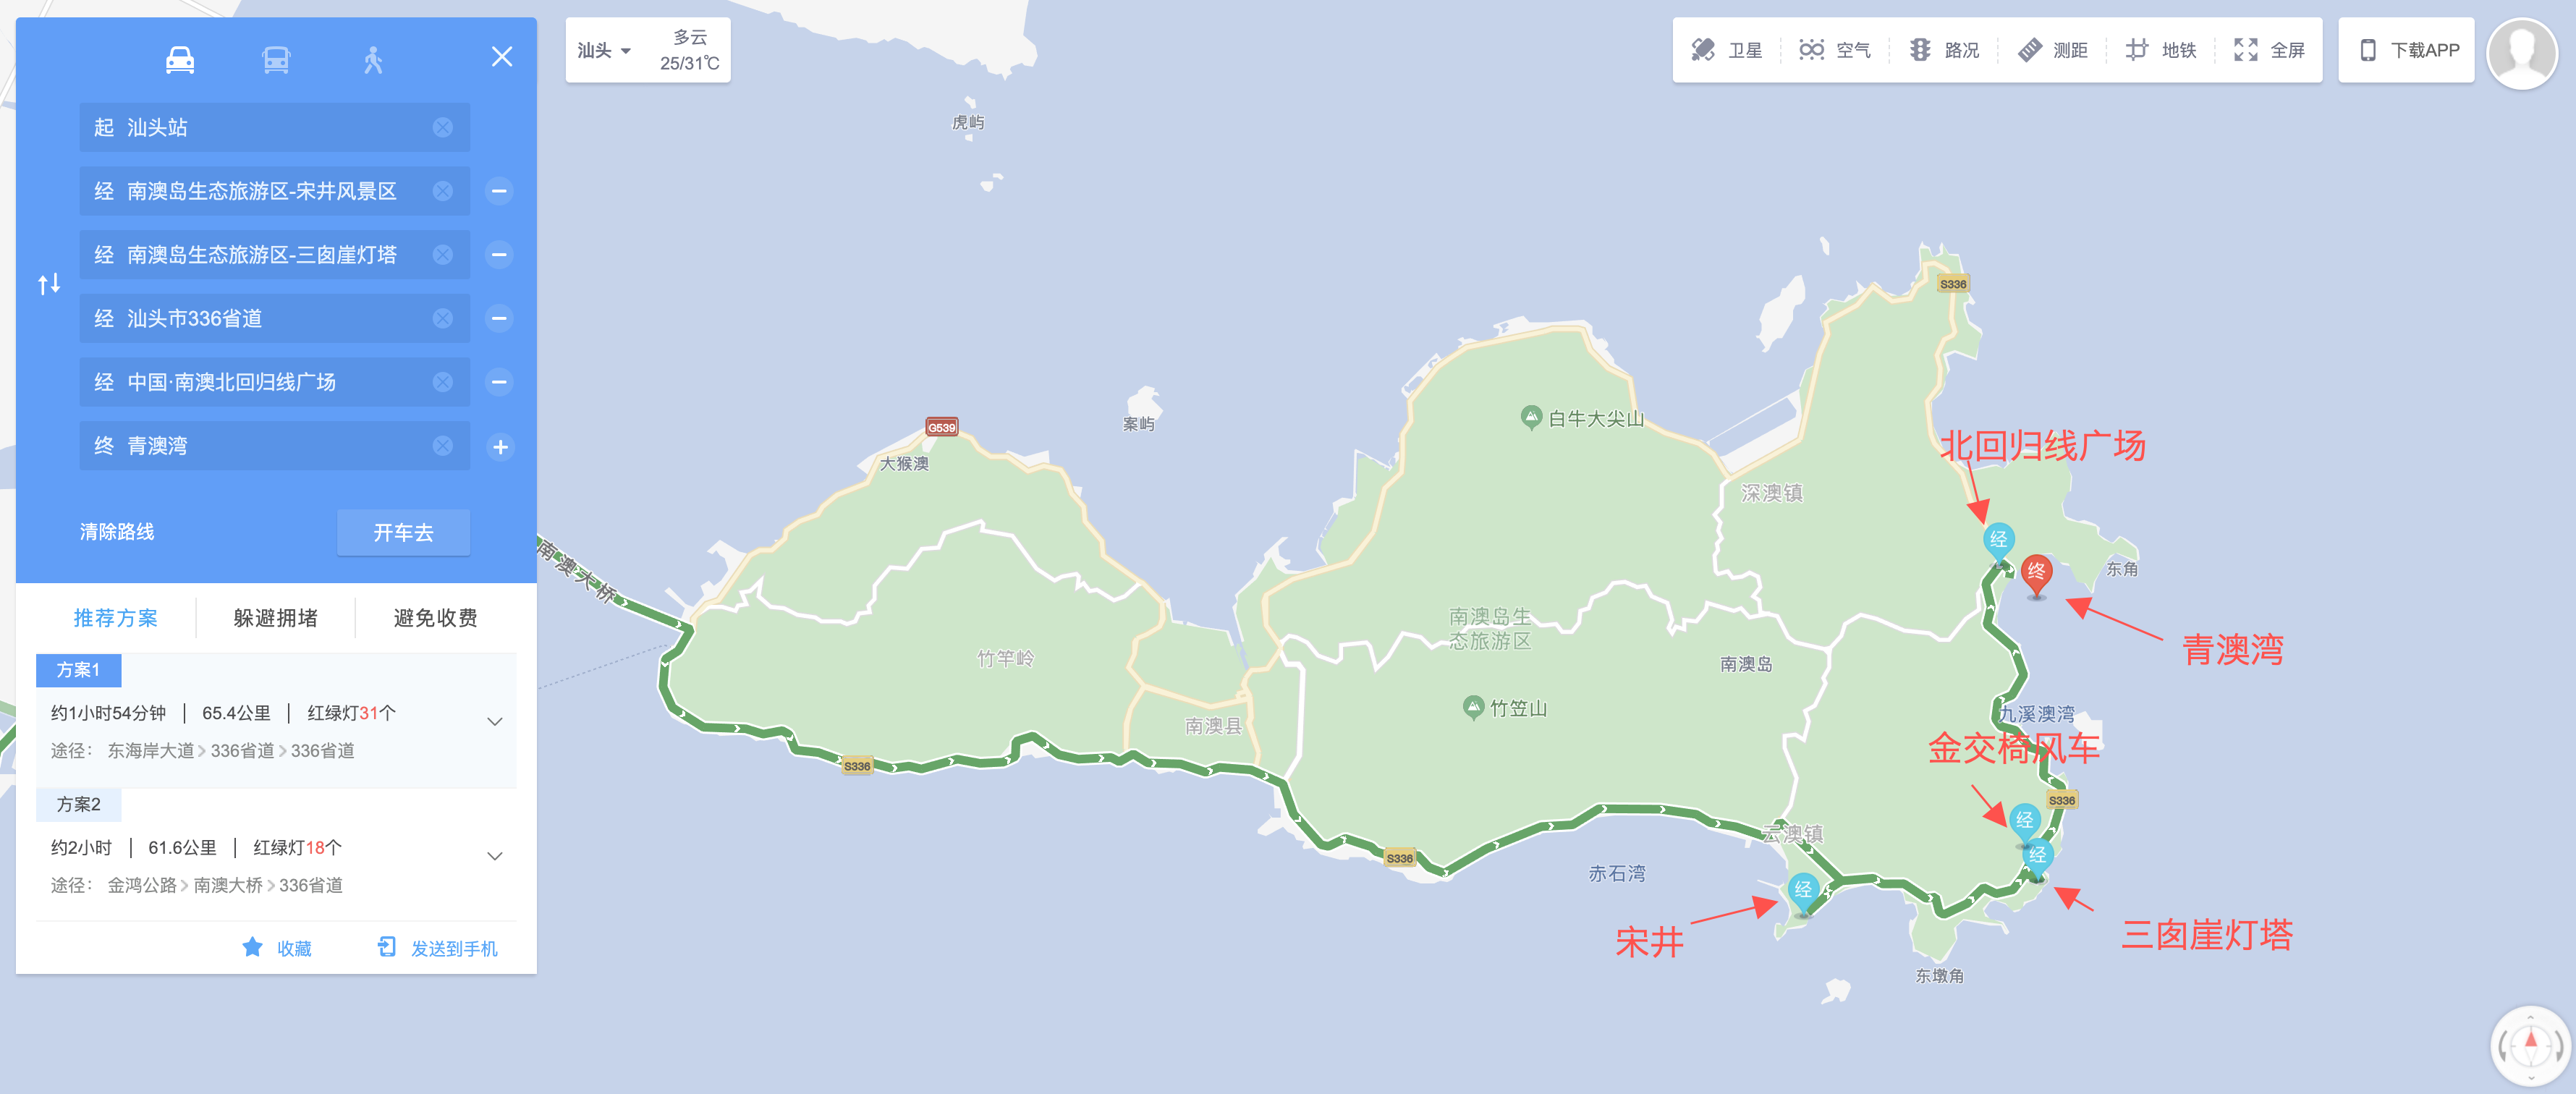 起 汕头站
经 南澳岛生态旅游区-宋井风景区
经 南澳岛生态旅游区-三囱崖灯塔
经 汕头市336省道
经 中国·南澳北回归线广场
终 青澳湾
清除路线
开车去
推荐方案
躲避拥堵
避免收费
方案1
约1小时54分钟 | 65.4公里 | 红绿灯31个
途径： 东海岸大道 > 336省道 > 336省道
方案2
约2小时 | 61.6公里 | 红绿灯18个
途径： 金鸿公路 > 南澳大桥 > 336省道
收藏
发送到手机
汕头
多云
25/31℃
卫星
空气
路况
测距
地铁
全屏
下载APP
虎屿
案屿
G539
大猴澳
S336
白牛大尖山
深澳镇
北回归线广场
经
终
东角
青澳湾
南澳大桥
竹竿岭
南澳岛生
态旅游区
南澳岛
竹笠山
南澳县
九溪澳湾
金交椅风车
S336
S336
S336
经
经
云澳镇
赤石湾
经
宋井
三囱崖灯塔
东墩角